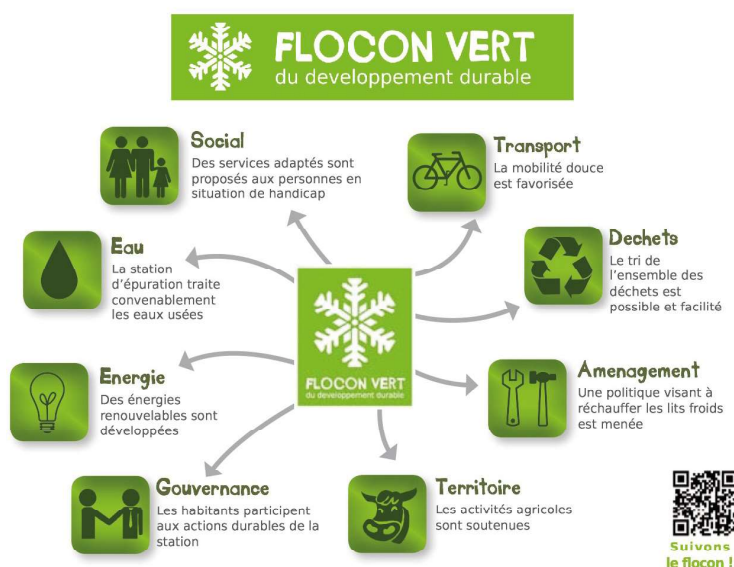 FLOCON VERT
du developpement durable
Social
Des services adaptés sont
proposés aux personnes en
situation de handicap
Transport
La mobilité douce
est favorisée
Eau
La station
d'épuration traite
convenablement
les eaux usées
Dechets
Le tri de
l'ensemble des
déchets est
possible et facilité
FLOCON VERT
du developpement durable
Energie
Des énergies
renouvelables sont
développées
Amenagement
Une politique visant à
réchauffer les lits froids
est menée
Gouvernance
Les habitants participent
aux actions durables de la
station
Territoire
Les activités agricoles
sont soutenues
Suivons
le flocon !